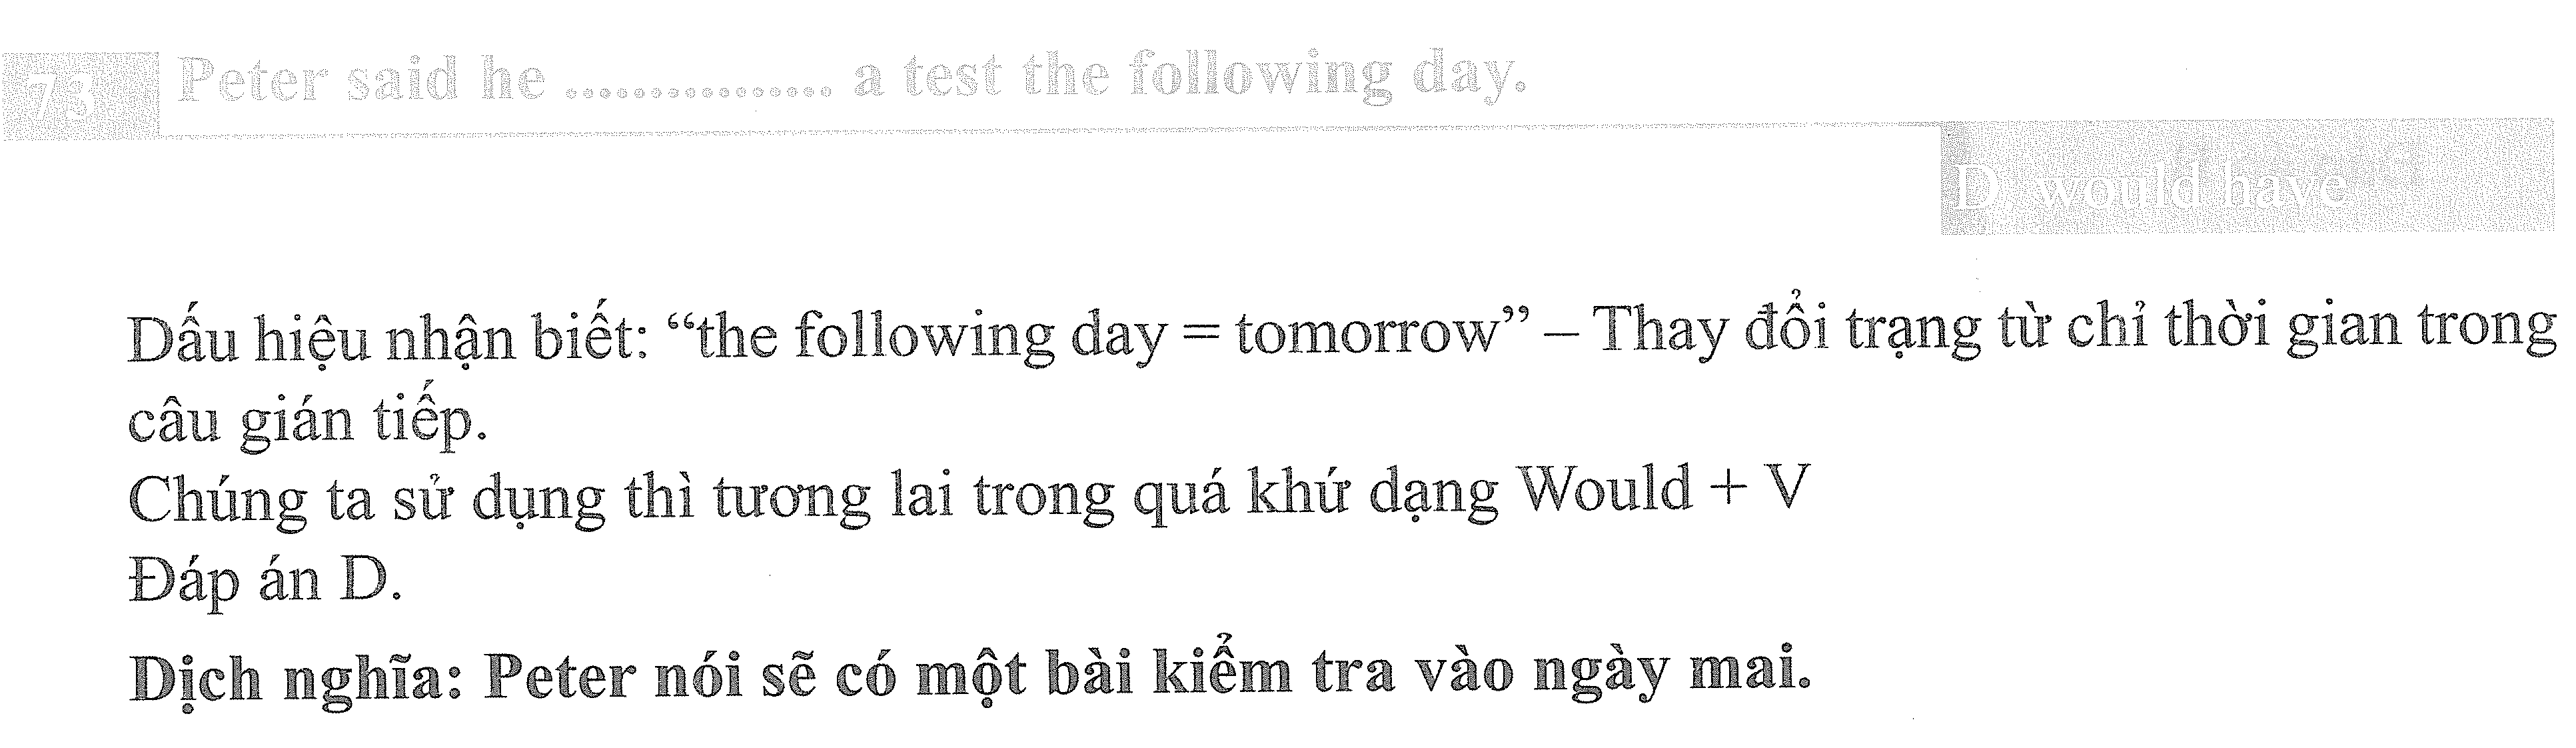 73 Peter said he ................ a test the following day.
D. would have
Dấu hiệu nhận biết: “the following day = tomorrow” – Thay đổi trạng từ chỉ thời gian trong
câu gián tiếp.
Chúng ta sử dụng thì tương lai trong quá khứ dạng Would + V
Đáp án D.
Dịch nghĩa: Peter nói sẽ có một bài kiểm tra vào ngày mai.